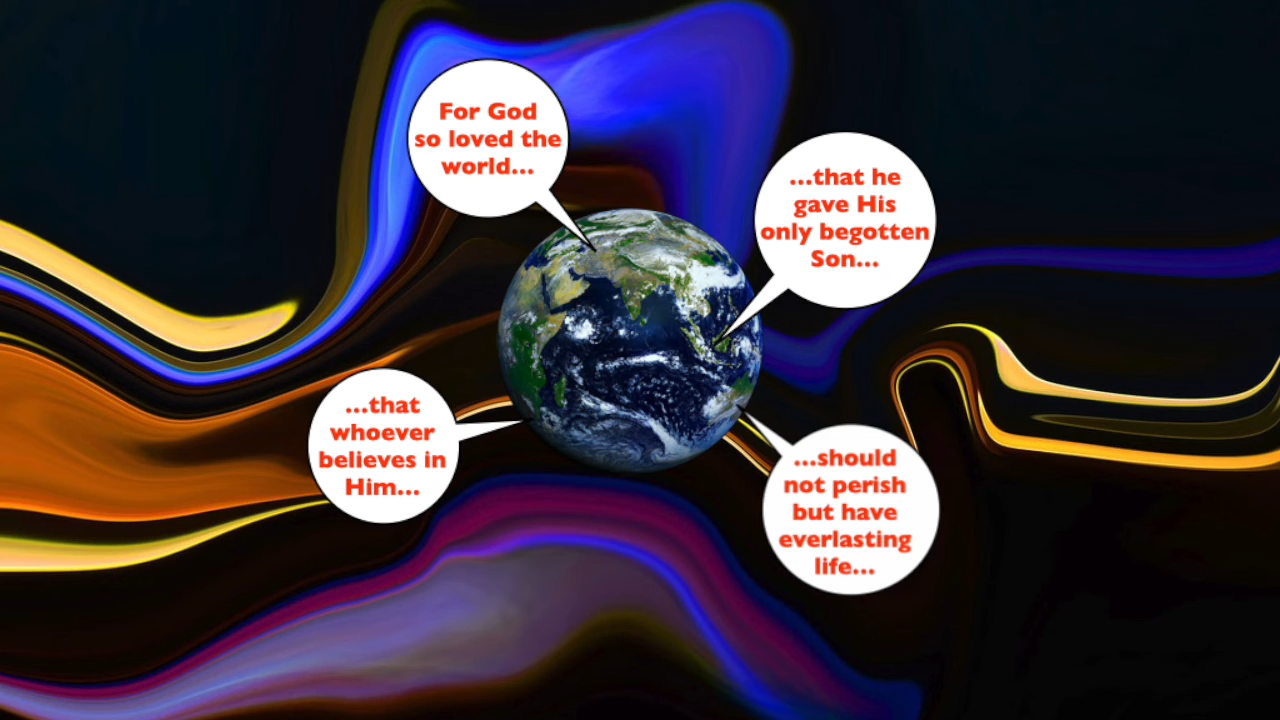 For God
so loved the
world...
...that he
gave His
only begotten
Son...
...that
whoever
believes in
Him...
...should
not perish
but have
everlasting
life...